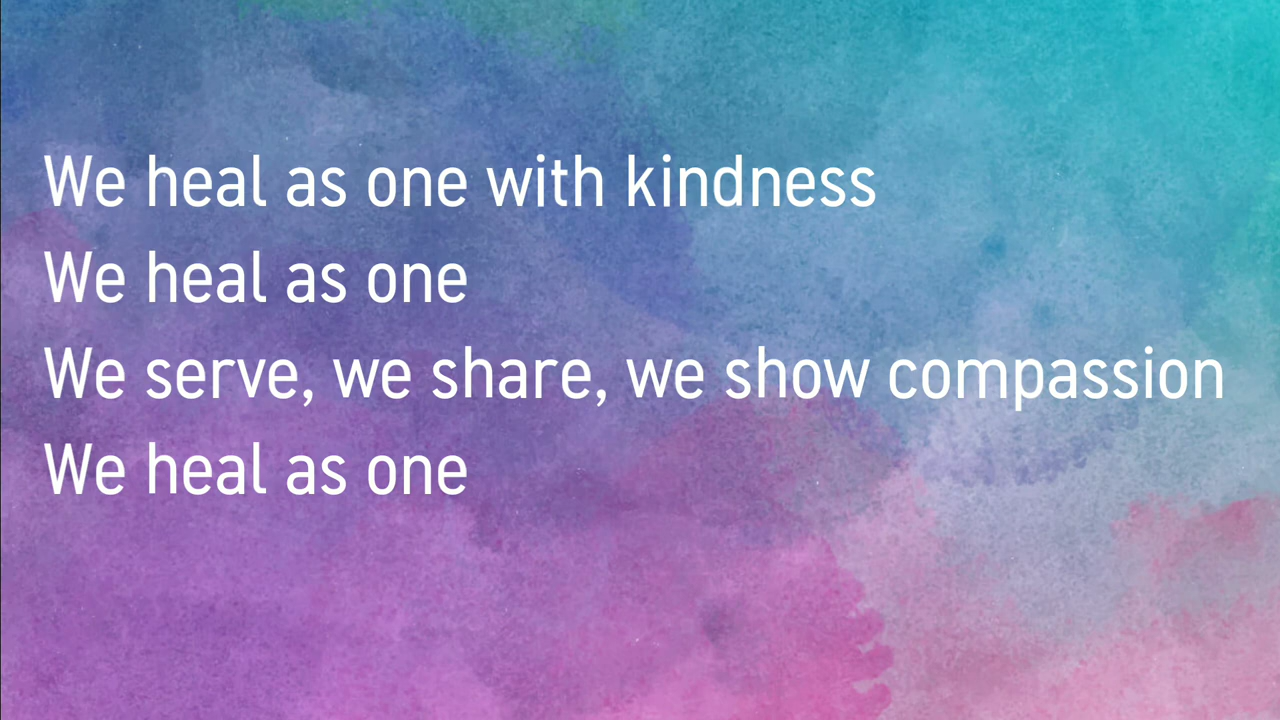 We heal as one with kindness
We heal as one
We serve, we share, we show compassion
We heal as one